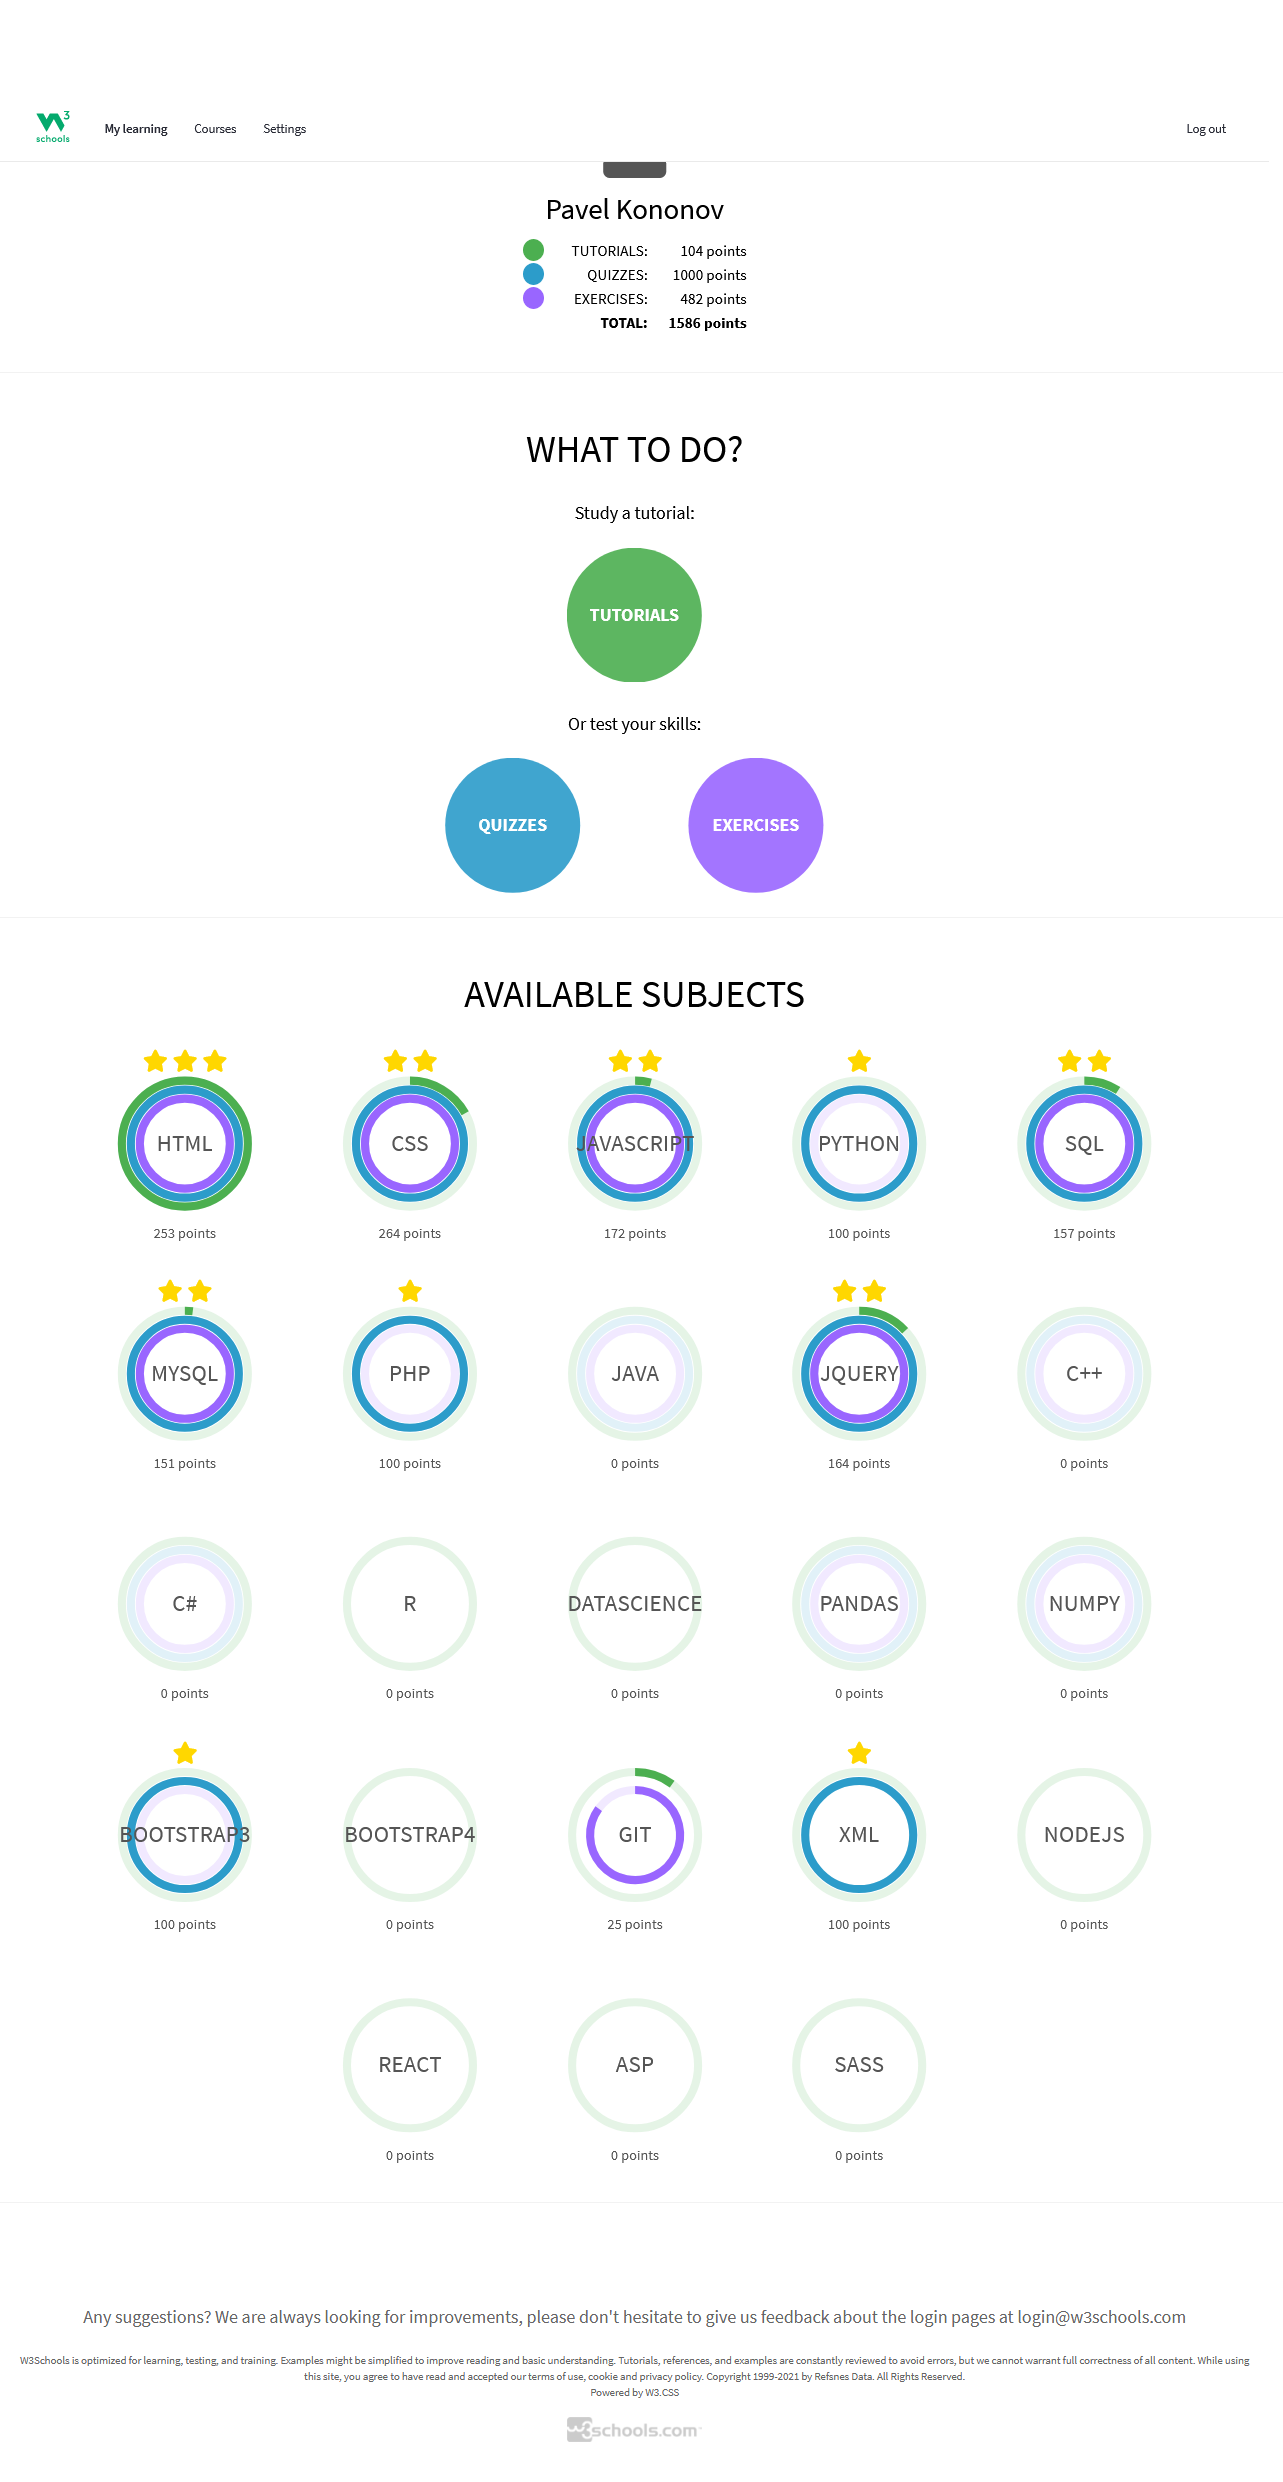 3
schools
My learning
Courses
Settings
Log out
Pavel Kononov
TUTORIALS: 104 points
QUIZZES: 1000 points
EXERCISES: 482 points
TOTAL: 1586 points
WHAT TO DO?
Study a tutorial:
TUTORIALS
Or test your skills:
QUIZZES
EXERCISES
AVAILABLE SUBJECTS
HTML
CSS
JAVASCRIPT
PYTHON
SQL
253 points
264 points
172 points
100 points
157 points
MYSQL
PHP
JAVA
JQUERY
C++
151 points
100 points
0 points
164 points
0 points
C#
R
DATASCIENCE
PANDAS
NUMPY
0 points
0 points
0 points
0 points
0 points
BOOTSTRAP3
BOOTSTRAP4
GIT
XML
NODEJS
100 points
0 points
25 points
100 points
0 points
REACT
ASP
SASS
0 points
0 points
0 points
Any suggestions? We are always looking for improvements, please don't hesitate to give us feedback about the login pages at login@w3schools.com
W3Schools is optimized for learning, testing, and training. Examples might be simplified to improve reading and basic understanding. Tutorials, references, and examples are constantly reviewed to avoid errors, but we cannot warrant full correctness of all content. While using
this site, you agree to have read and accepted our terms of use, cookie and privacy policy. Copyright 1999-2021 by Refsnes Data. All Rights Reserved.
Powered by W3.CSS
w3schools.com